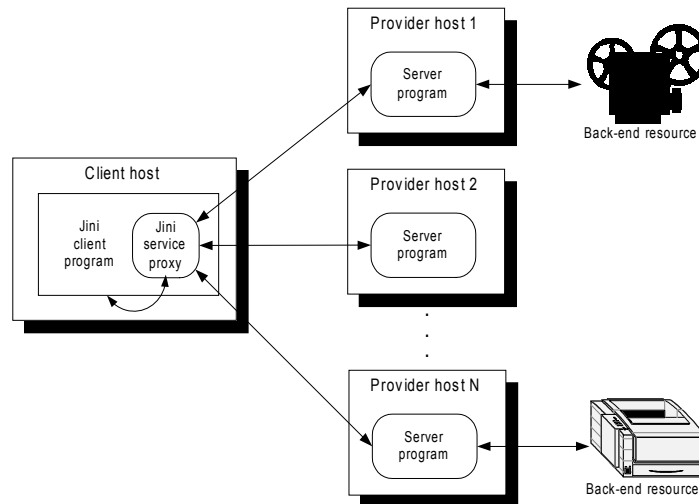 Provider host 1
Server
program
Back-end resource
Client host
Jini
client
program
Jini
service
proxy
Provider host 2
Server
program
Provider host N
Server
program
Back-end resource